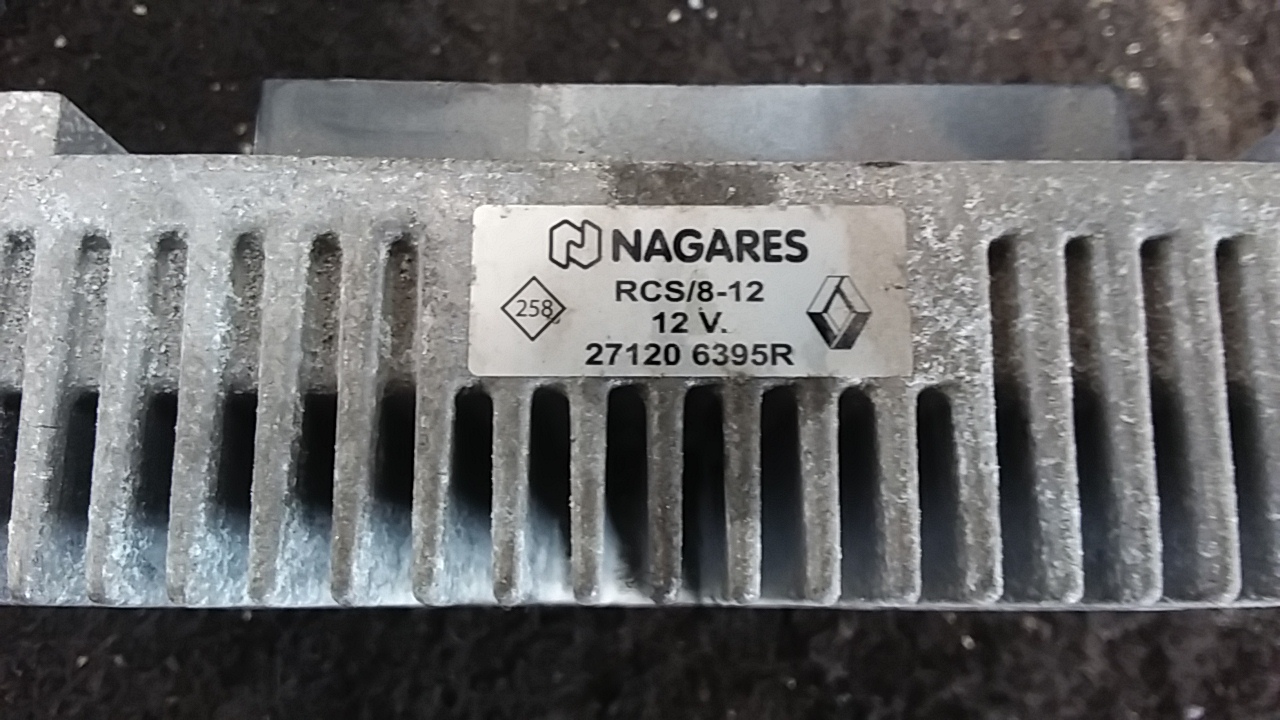 NAGARES
RCS/8-12
258
12 V.
27120 6395R